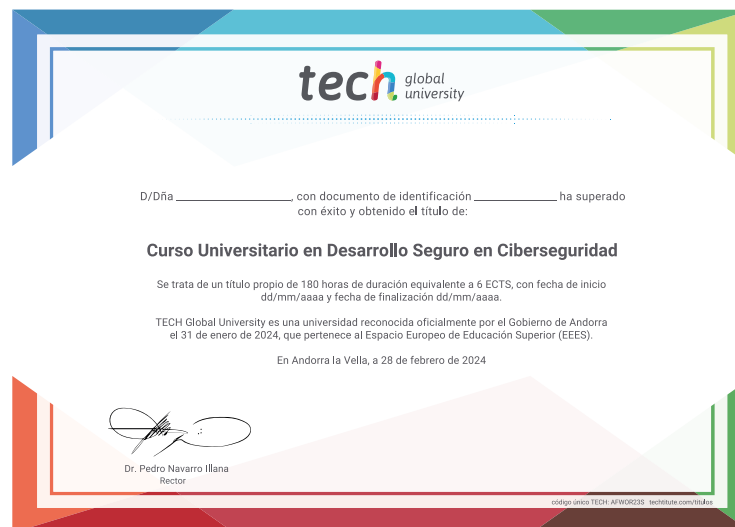 tech global
university
D/Dña ____________, con documento de identificación ____________ ha superado
con éxito y obtenido el título de:
Curso Universitario en Desarrollo Seguro en Ciberseguridad
Se trata de un título propio de 180 horas de duración equivalente a 6 ECTS, con fecha de inicio
dd/mm/aaaa y fecha de finalización dd/mm/aaaa.
TECH Global University es una universidad reconocida oficialmente por el Gobierno de Andorra
el 31 de enero de 2024, que pertenece al Espacio Europeo de Educación Superior (EEES).
En Andorra la Vella, a 28 de febrero de 2024
Dr. Pedro Navarro Illana
Rector
código único TECH: AFWOR23S techtitute.com/titulos